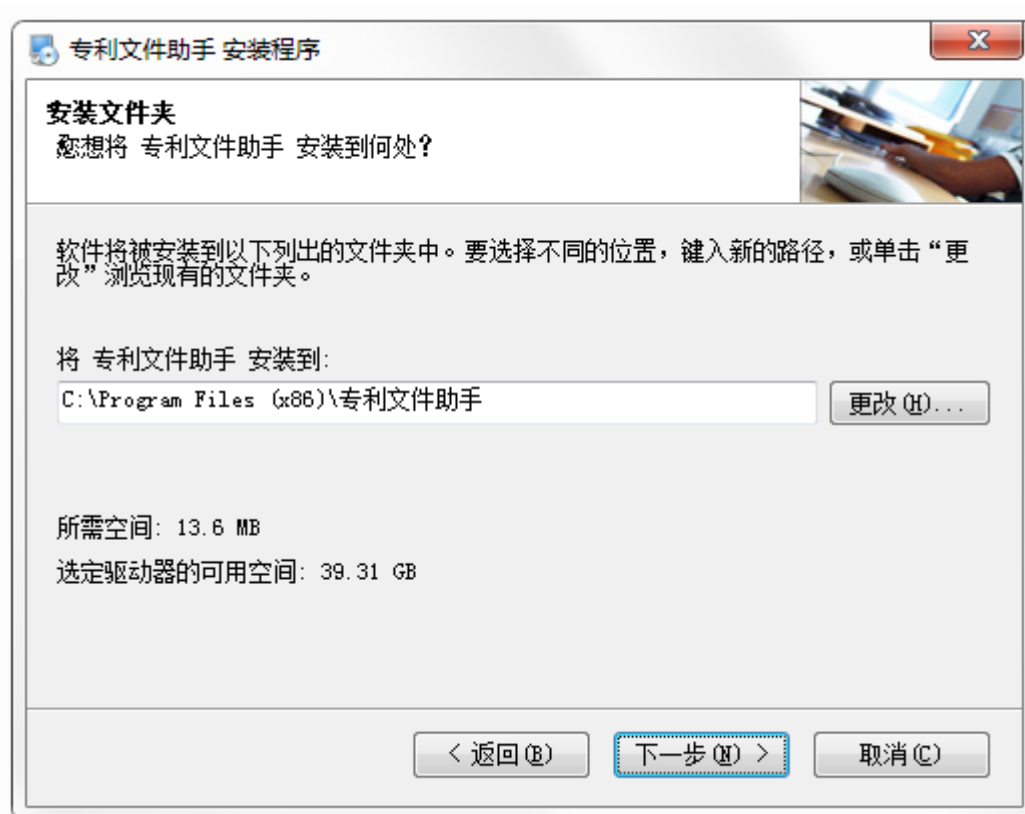 专利文件助手 安装程序
安装文件夹
您想将 专利文件助手 安装到何处?
软件将被安装到以下列出的文件夹中。要选择不同的位置，键入新的路径，或单击“更
改”浏览现有的文件夹。
将 专利文件助手 安装到:
C:\Program Files (x86)\专利文件助手
更改(H)...
所需空间: 13.6 MB
选定驱动器的可用空间: 39.31 GB
< 返回(B)
下一步(N) >
取消(C)